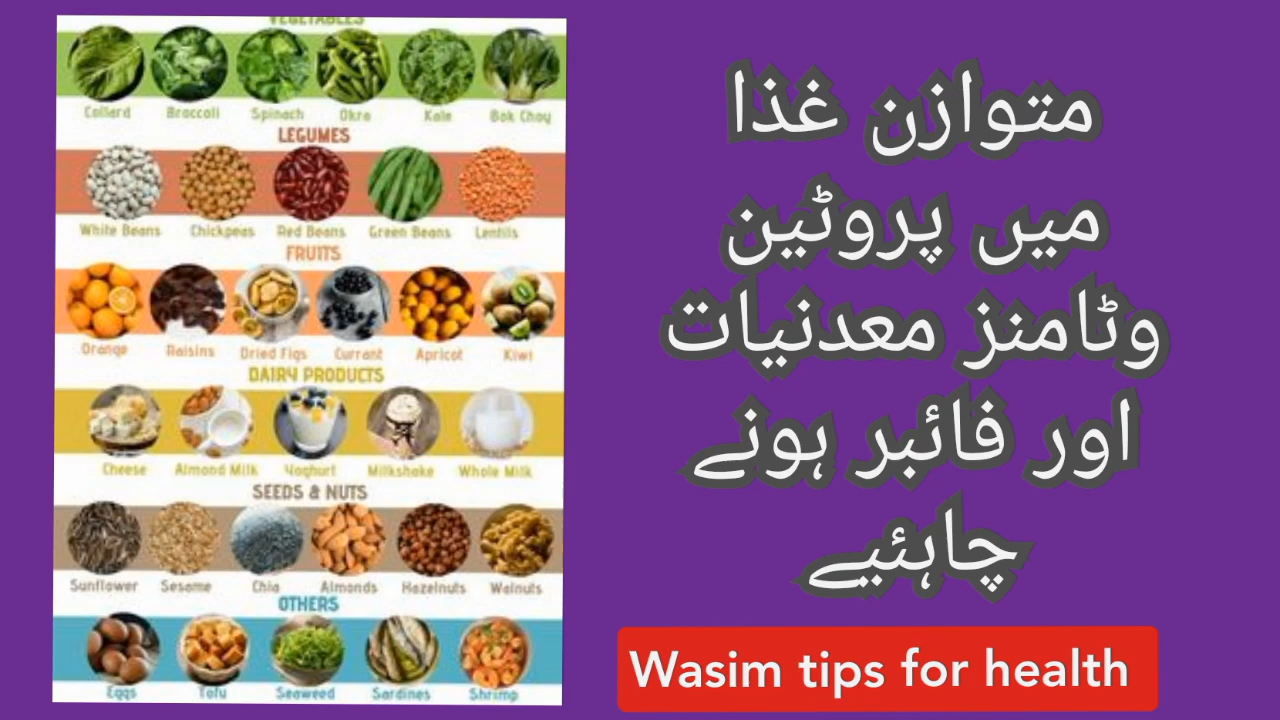 VEGETABLES
Collard Broccoli Spinach Okra Kale Bok Choy
LEGUMES
White Beans Chickpeas Red Beans Green Beans Lentils
FRUITS
Orange Raisins Dried Figs Currant Apricot Kiwi
DAIRY PRODUCTS
Cheese Almond Milk Yoghurt Milkshake Whole Milk
SEEDS & NUTS
Sunflower Sesame Chia Almonds Hazelnuts Walnuts
OTHERS
Eggs Tofu Seaweed Sardines Shrimp
متوازن غذا
میں پروٹین
وٹامنز معدنیات
اور فائبر ہونے
چاہئیے
Wasim tips for health